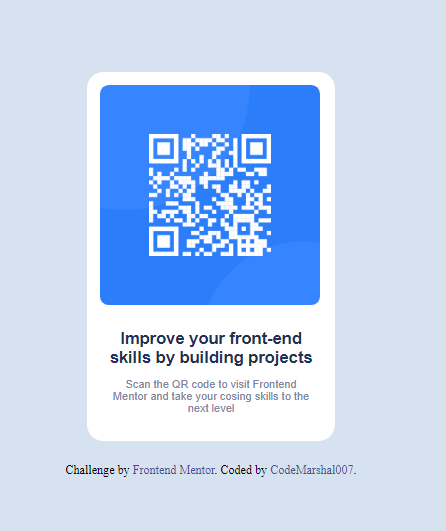 Improve your front-end
skills by building projects
Scan the QR code to visit Frontend
Mentor and take your cosing skills to the
next level
Challenge by Frontend Mentor. Coded by CodeMarshal007.